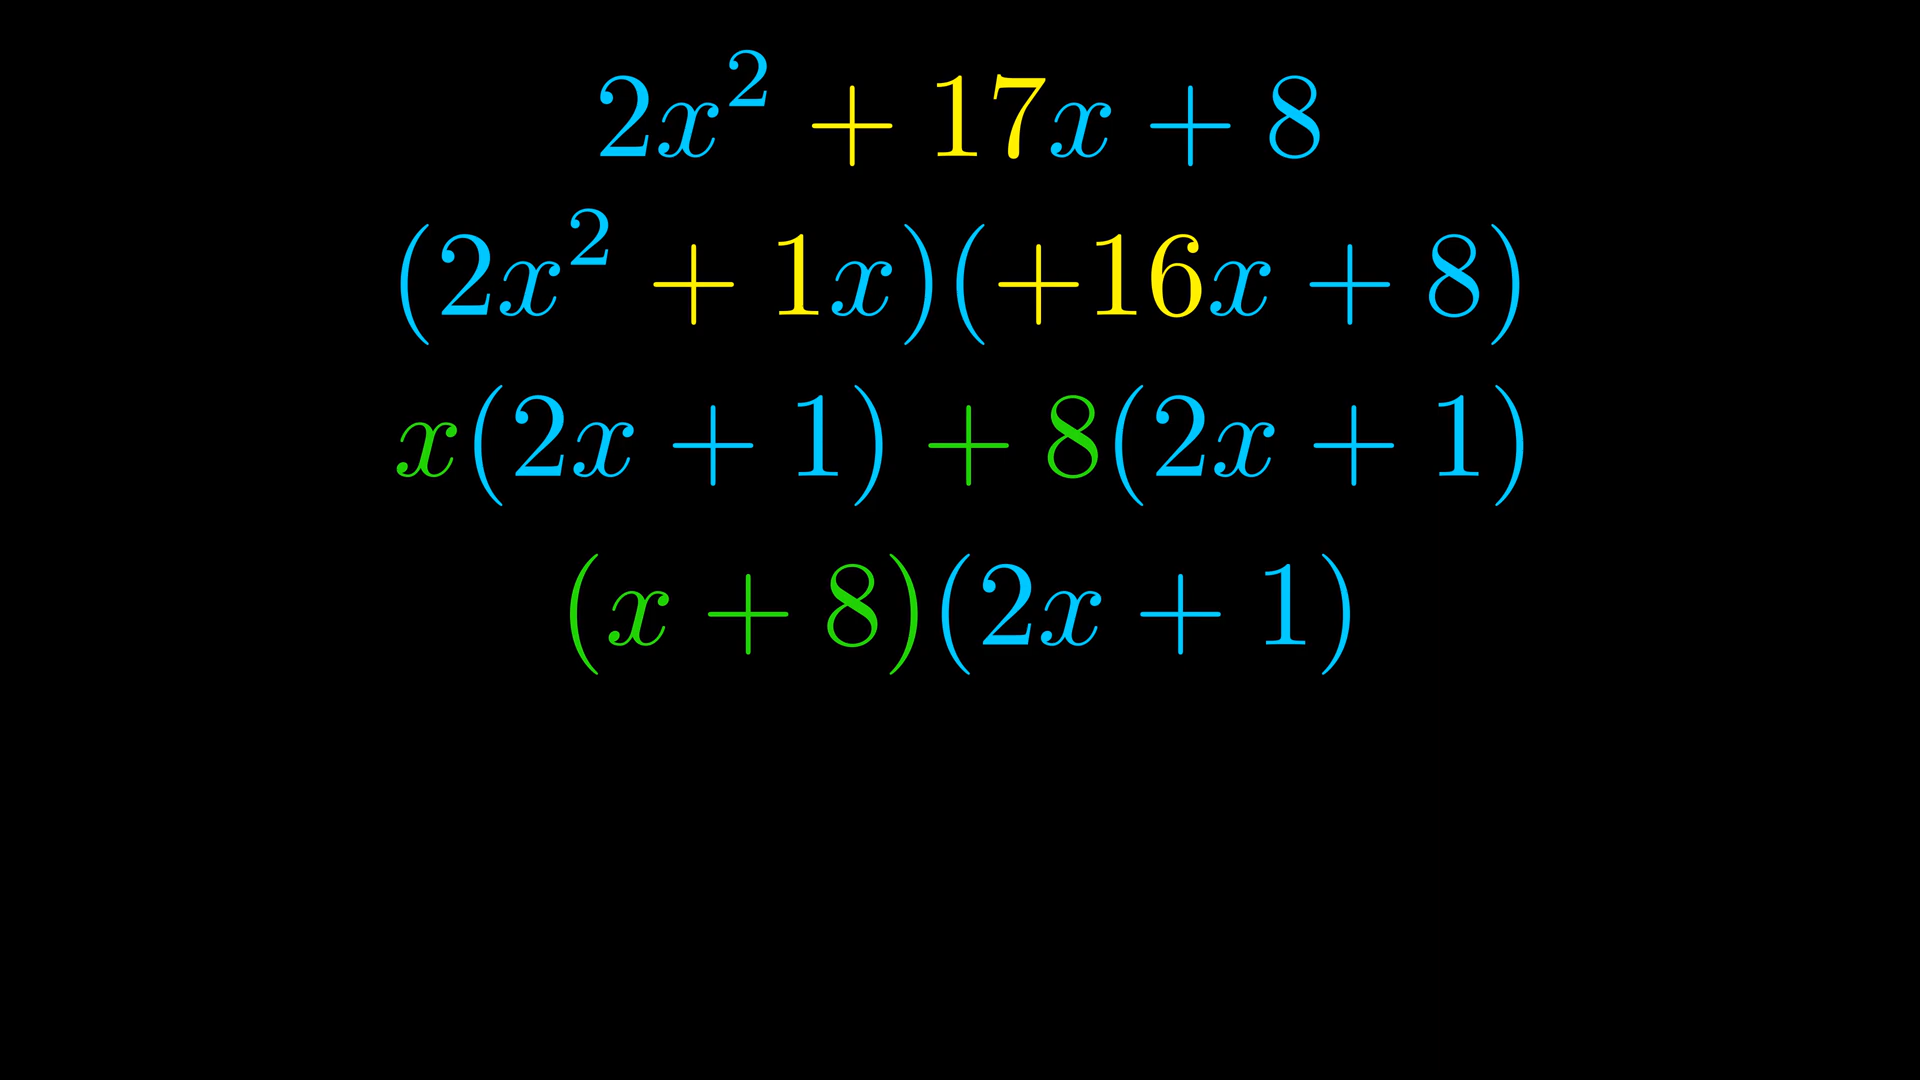 2x² + 17x + 8
(2x² + 1x)(+16x + 8)
x(2x + 1) + 8(2x + 1)
(x + 8)(2x + 1)